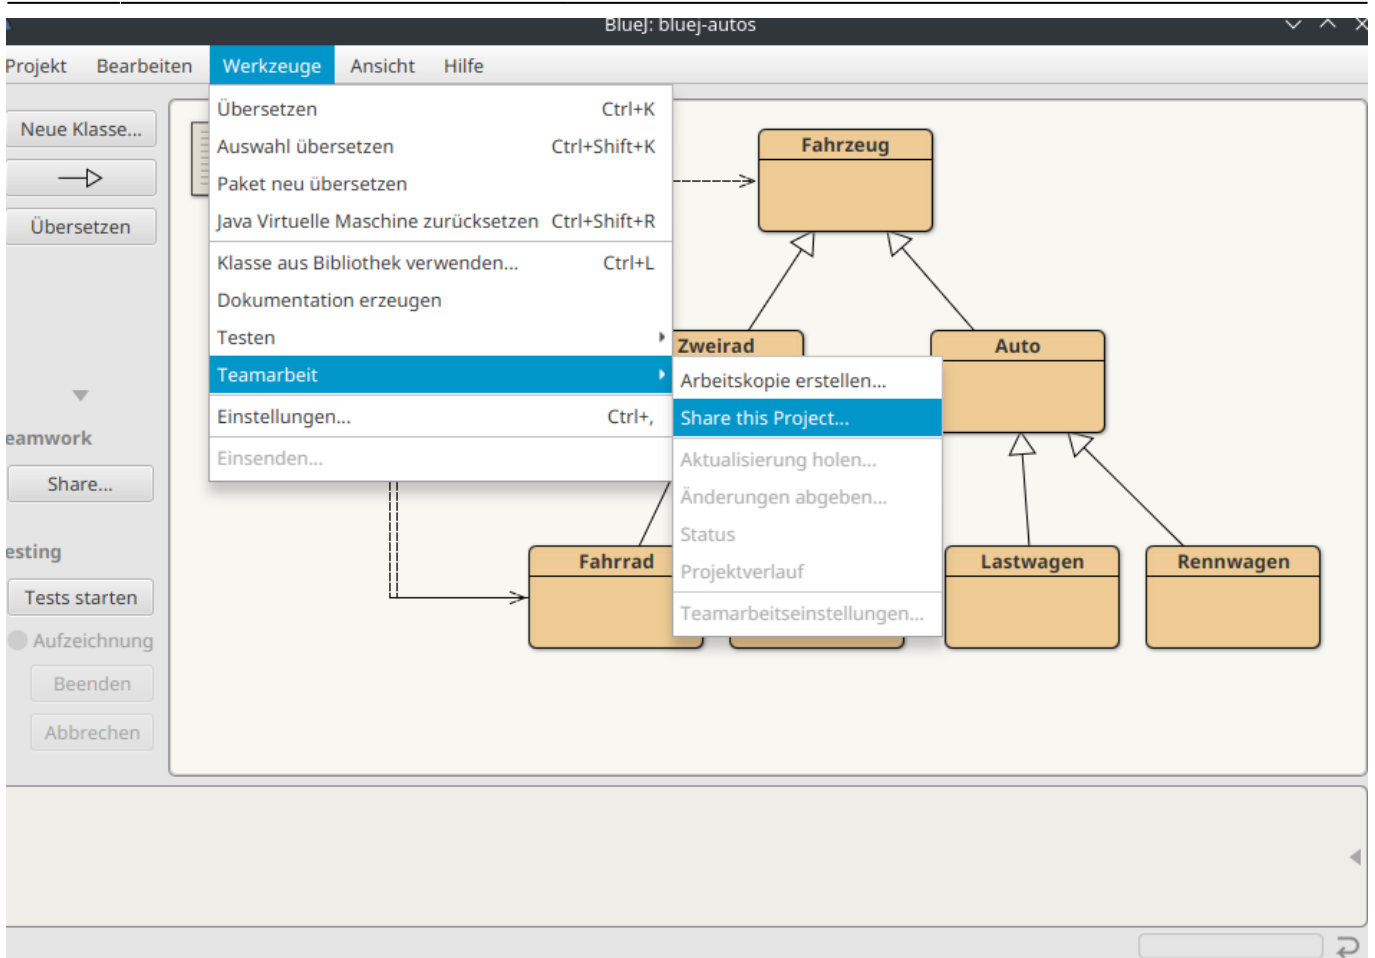 BlueJ: bluej-autos
Projekt Bearbeiten Werkzeuge Ansicht Hilfe
Neue Klasse...
Übersetzen
eamwork
Share...
esting
Tests starten
Aufzeichnung
Beenden
Abbrechen
Übersetzen Ctrl+K
Auswahl übersetzen Ctrl+Shift+K
Paket neu übersetzen
Java Virtuelle Maschine zurücksetzen Ctrl+Shift+R
Klasse aus Bibliothek verwenden... Ctrl+L
Dokumentation erzeugen
Testen
Teamarbeit
Einstellungen... Ctrl+,
Einsenden...
Arbeitskopie erstellen...
Share this Project...
Aktualisierung holen...
Änderungen abgeben...
Status
Projektverlauf
Teamarbeitseinstellungen...
Fahrzeug
Zweirad
Auto
Fahrrad
Lastwagen
Rennwagen